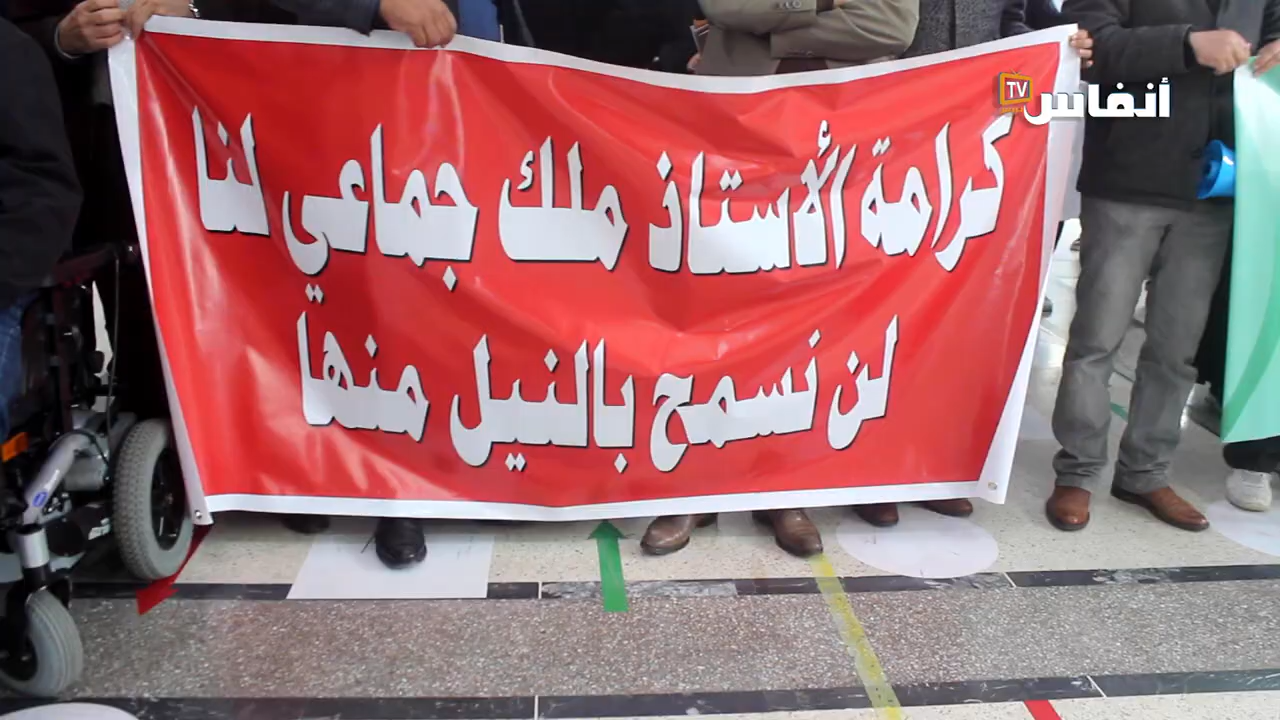 أنفاس TV
كرامة الأستاذ ملك جماعي لنا
لن نسمح بالنيل منها